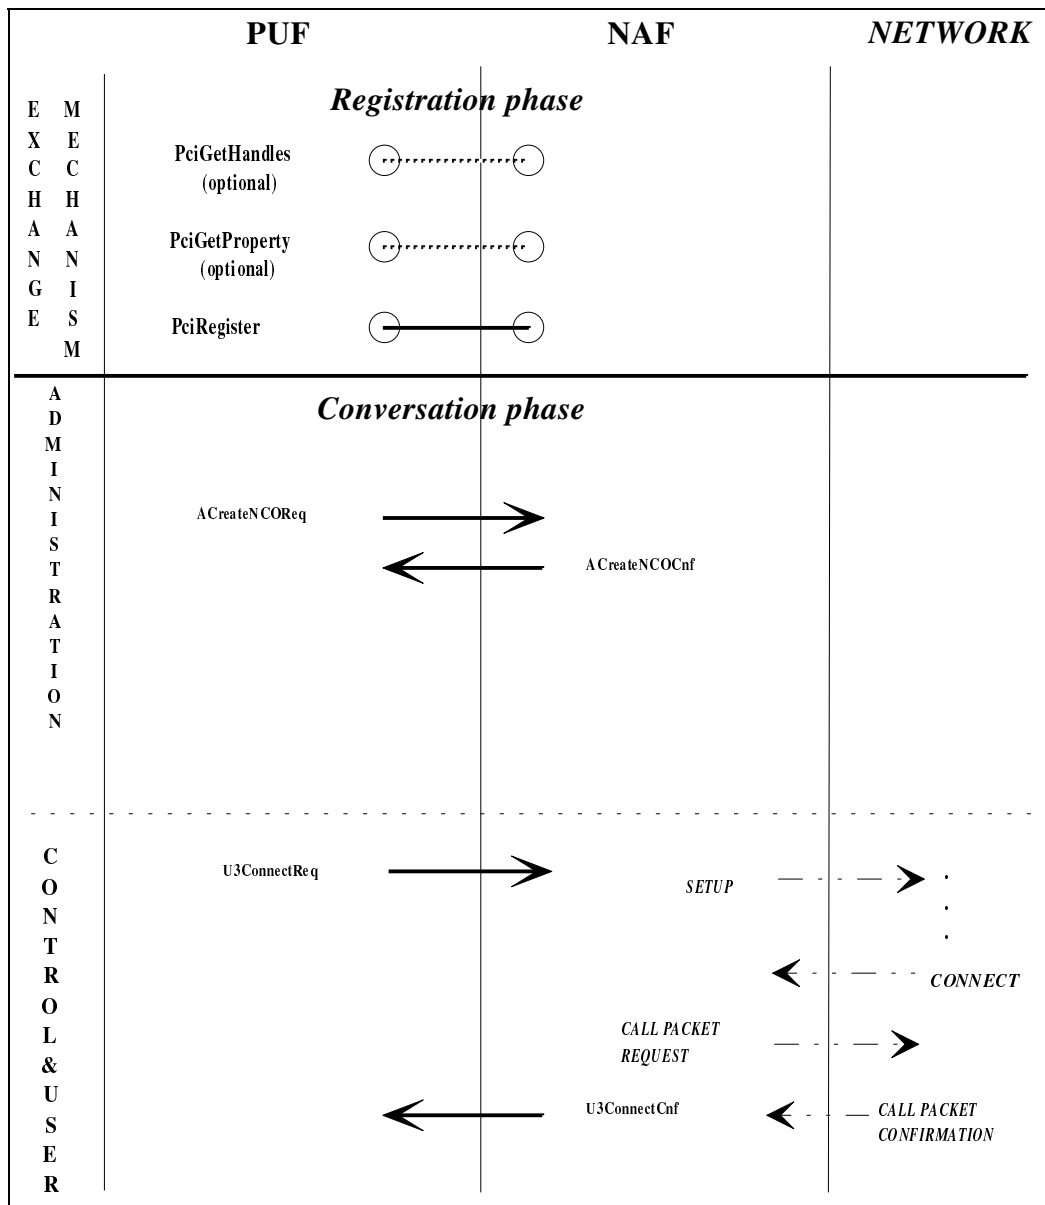 PUF NAF NETWORK
EXCHANGE
MECHANISM
Registration phase
PciGetHandles
(optional)
PciGetProperty
(optional)
PciRegister
ADMINISTRATION
Conversation phase
ACreateNCOReq
ACreateNCOCnf
CONTROL&USER
U3ConnectReq
SETUP
CONNECT
CALL PACKET
REQUEST
U3ConnectCnf
CALL PACKET
CONFIRMATION